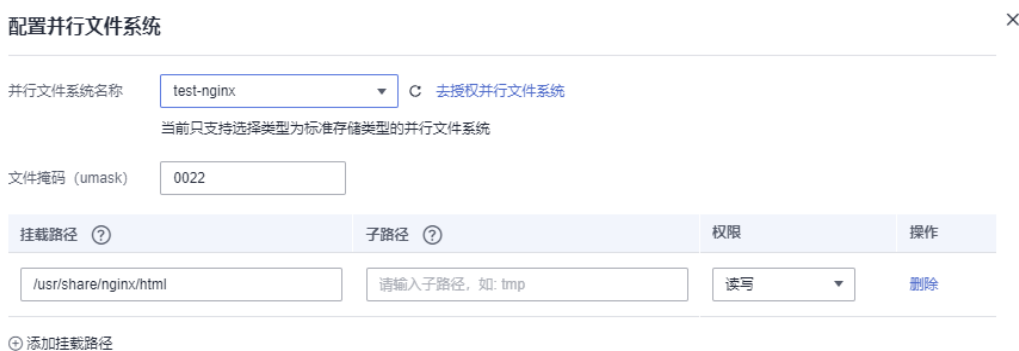 配置并行文件系统
并行文件系统名称 test-nginx 去授权并行文件系统
当前只支持选择类型为标准存储类型的并行文件系统
文件掩码（umask） 0022
挂载路径 ? 子路径 ? 权限 操作
/usr/share/nginx/html 请输入子路径，如: tmp 读写 删除
添加挂载路径